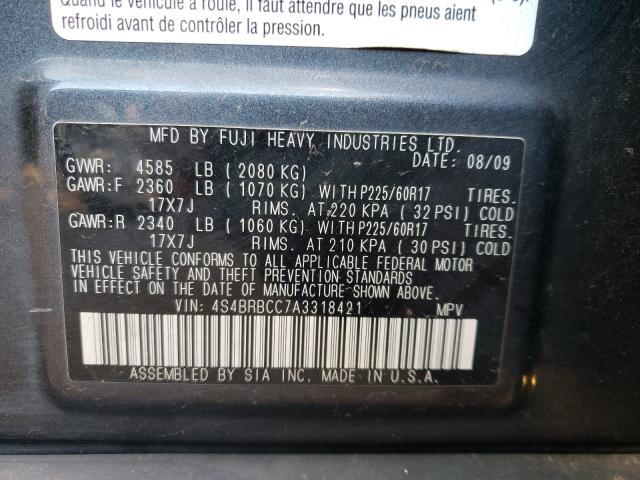 Quand le véhicule a roulé, il faut attendre que les pneus aient
refroidi avant de contrôler la pression.
MFD BY FUJI HEAVY INDUSTRIES LTD.
DATE: 08/09
GVWR: 4585 LB (2080 KG)
GAWR:F 2360 LB (1070 KG) WITH P225/60R17 TIRES.
17X7J RIMS. AT 220 KPA (32 PSI) COLD
GAWR:R 2340 LB (1060 KG) WITH P225/60R17 TIRES.
17X7J RIMS. AT 210 KPA (30 PSI) COLD
THIS VEHICLE CONFORMS TO ALL APPLICABLE FEDERAL MOTOR
VEHICLE SAFETY AND THEFT PREVENTION STANDARDS
IN EFFECT ON THE DATE OF MANUFACTURE SHOWN ABOVE.
VIN: 4S4BRBCC7A3318421 MPV
ASSEMBLED BY SIA INC. MADE IN U.S.A.